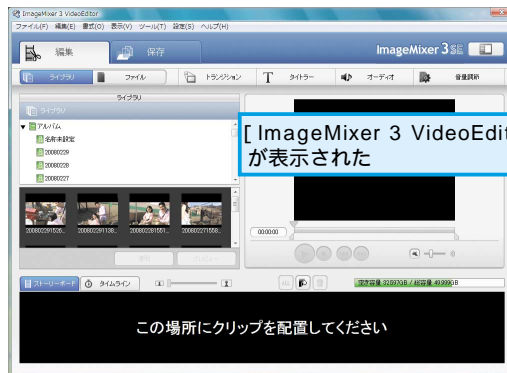 ImageMixer 3 VideoEditor
ファイル(F) 編集(E) 書式(O) 表示(V) ツール(T) 設定(S) ヘルプ(H)
編集 保存 ImageMixer 3 SE
ライブラリ ファイル トランジション T タイトラー オーディオ 音量調節
ライブラリ
ライブラリ
アルバム
名称未設定
20080229
20080228
20080227
[ ImageMixer 3 VideoEdit
が表示された
200802291526... 200802291138... 200802281551... 200802271558...
00:00:00
ストーリーボード タイムライン
ALL
この場所にクリップを配置してください